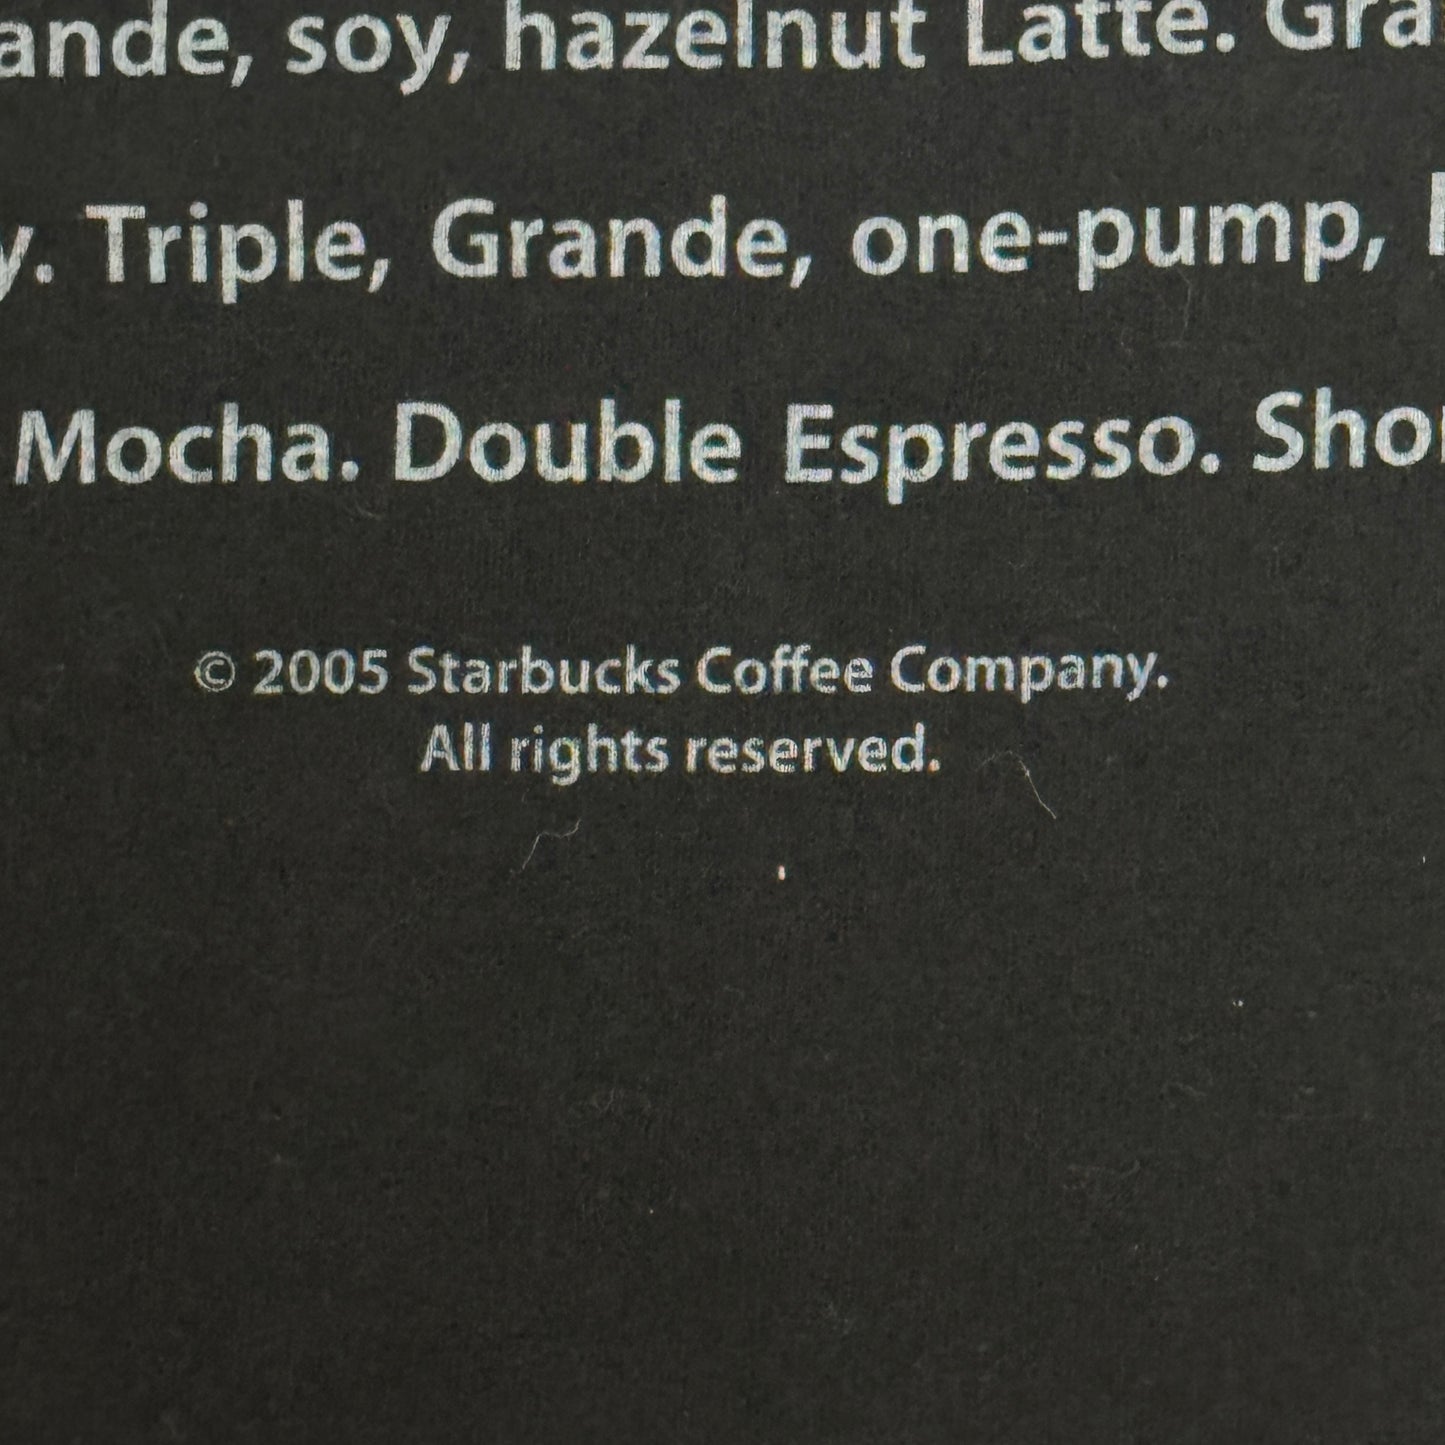 ande, soy, hazelnut Latte. Gra
y. Triple, Grande, one-pump,
Mocha. Double Espresso. Sho
© 2005 Starbucks Coffee Company.
All rights reserved.